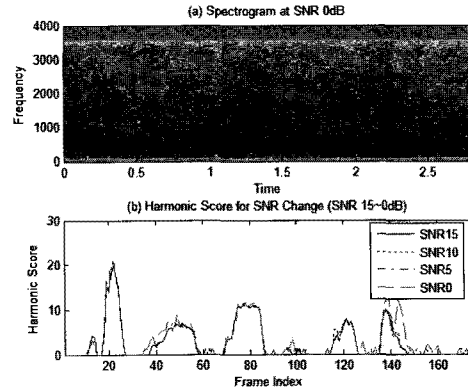 (a) Spectrogram at SNR 0dB
4000
3000
2000
1000
0
Frequency
0 0.5 1 1.5 2 2.5
Time
(b) Harmonic Score for SNR Change (SNR 15~0dB)
30
20
10
0
Harmonic Score
SNR15
SNR10
SNR5
SNR0
20 40 60 80 100 120 140 160
Frame Index